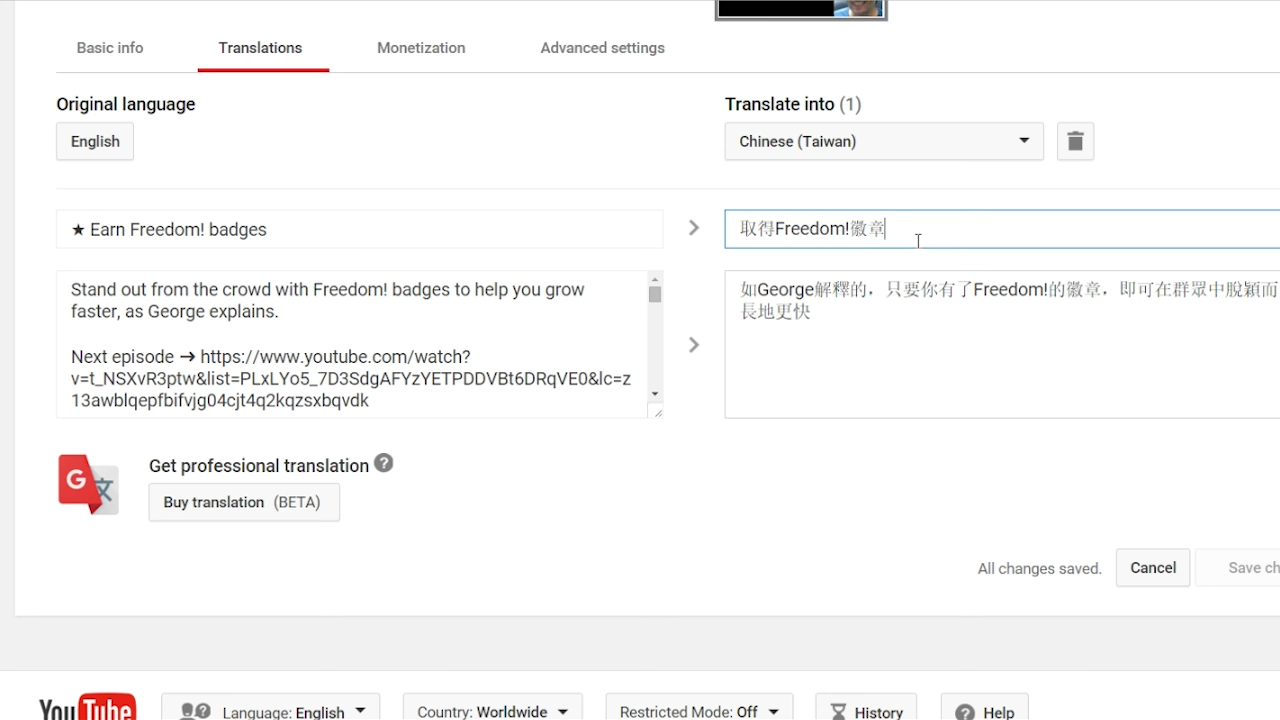 Basic info
Translations
Monetization
Advanced settings
Original language
Translate into (1)
English
Chinese (Taiwan)
★ Earn Freedom! badges
取得Freedom!徽章
Stand out from the crowd with Freedom! badges to help you grow
faster, as George explains.
Next episode ➔ https://www.youtube.com/watch?
v=t_NSXvR3ptw&list=PLxLYo5_7D3SdgAFYzYETPDDVBt6DRqVE0&lc=z
13awblqepfbifvjg04cjt4q2kqzsxbqvdk
如George解釋的，只要你有了Freedom!的徽章，即可在群眾中脫穎而
長地更快
Get professional translation
Buy translation (BETA)
All changes saved.
Cancel
Save ch
YouTube
Language: English
Country: Worldwide
Restricted Mode: Off
History
Help